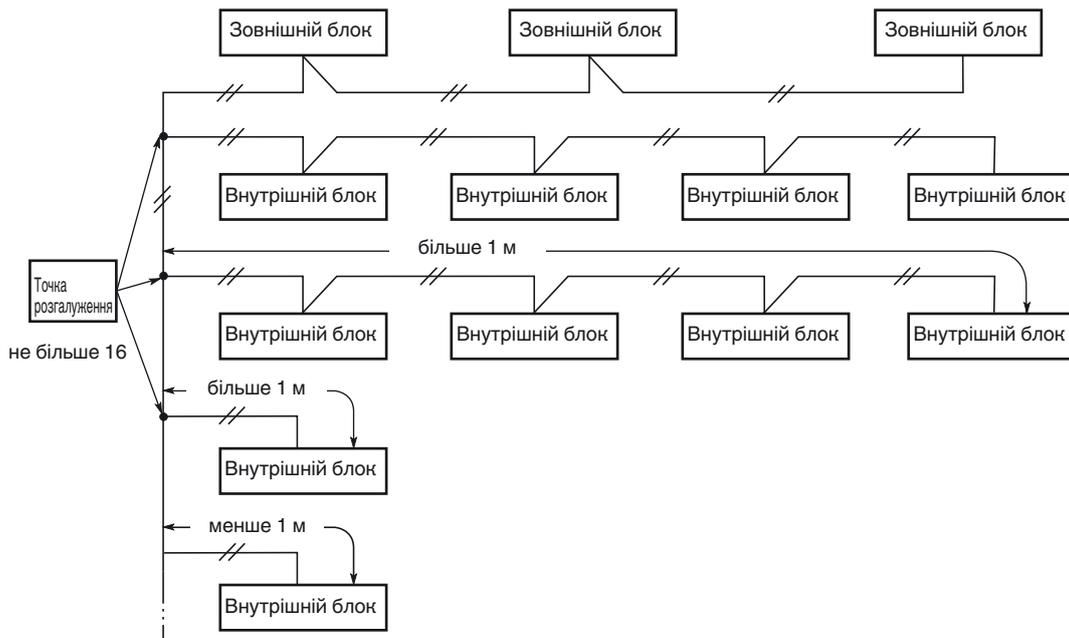 Зовнішній блок
Зовнішній блок
Зовнішній блок
Внутрішній блок
Внутрішній блок
Внутрішній блок
Внутрішній блок
більше 1 м
Точка
розгалуження
не більше 16
Внутрішній блок
Внутрішній блок
Внутрішній блок
Внутрішній блок
більше 1 м
Внутрішній блок
менше 1 м
Внутрішній блок